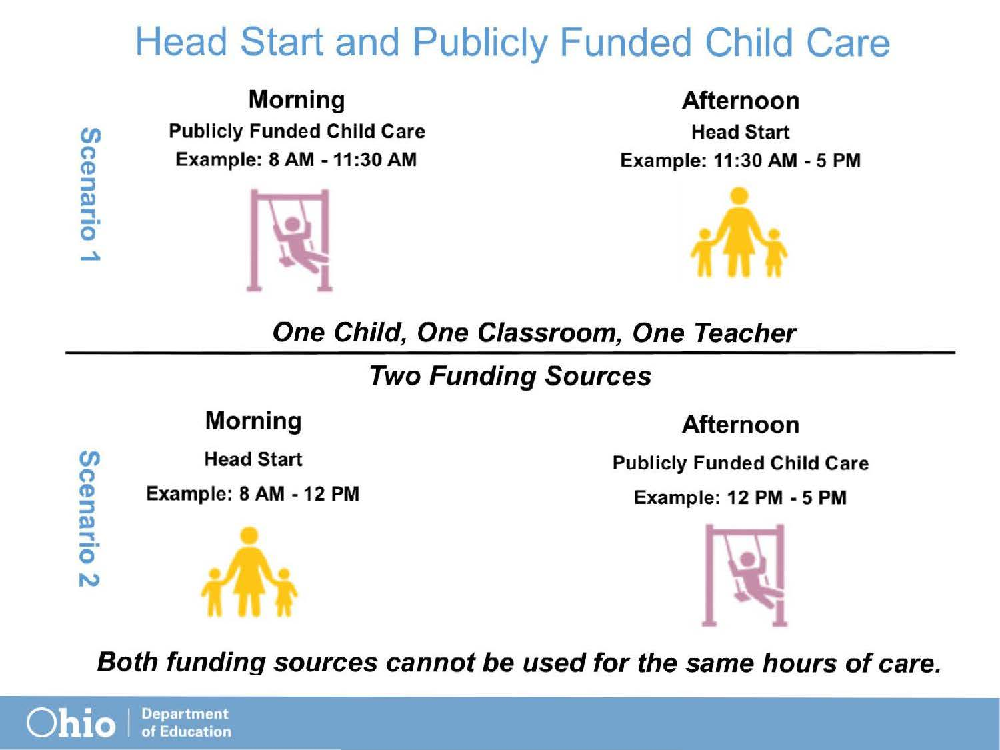 Head Start and Publicly Funded Child Care
Scenario 1
Morning
Publicly Funded Child Care
Example: 8 AM - 11:30 AM
Afternoon
Head Start
Example: 11:30 AM - 5 PM
One Child, One Classroom, One Teacher
Two Funding Sources
Scenario 2
Morning
Head Start
Example: 8 AM - 12 PM
Afternoon
Publicly Funded Child Care
Example: 12 PM - 5 PM
Both funding sources cannot be used for the same hours of care.
Ohio
Department
of Education